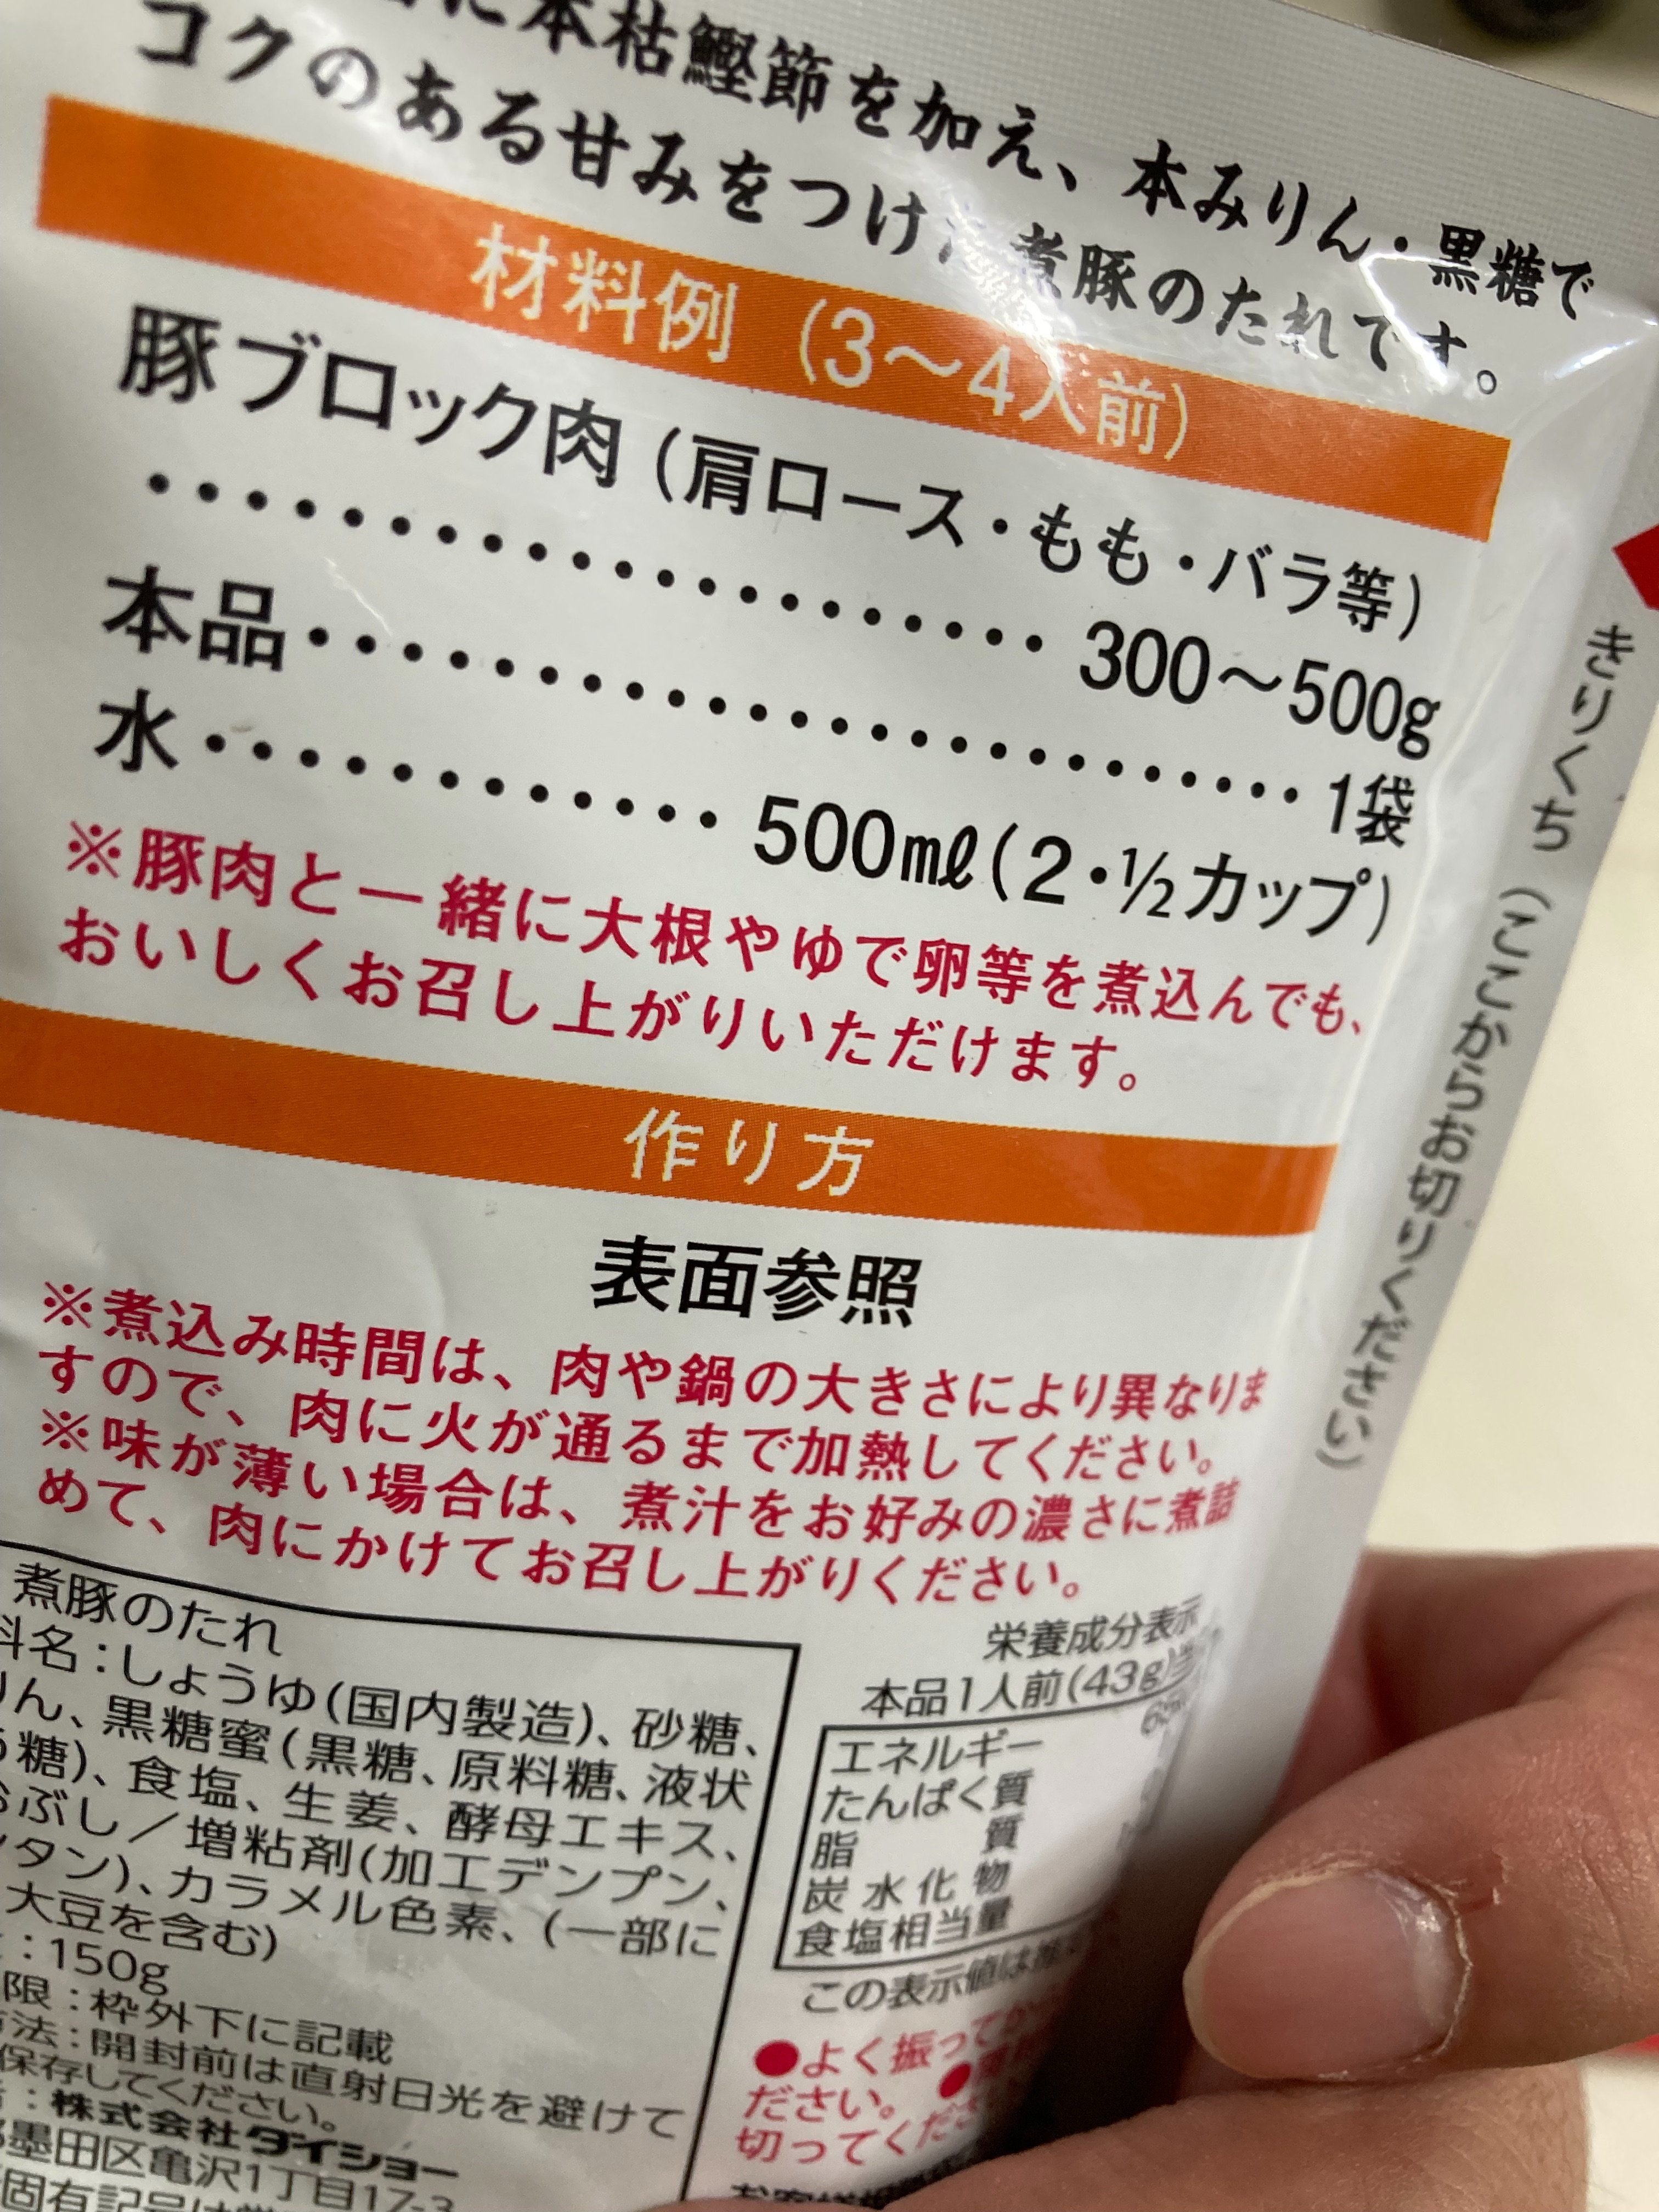 に本枯鰹節を加え、本みりん・黒糖で
コクのある甘みをつけた煮豚のたれです。
材料例(3〜4人前)
豚ブロック肉(肩ロース・もも・バラ等)
・・・・・・・・・・・・・・・・・・・ 300〜500g
本品・・・・・・・・・・・・・・・・・・・・・ 1袋
水・・・・・・・・・・・ 500㎖(2・½カップ)
※豚肉と一緒に大根やゆで卵等を煮込んでも、
おいしくお召し上がりいただけます。
作り方
表面参照
※煮込み時間は、肉や鍋の大きさにより異なりま
すので、肉に火が通るまで加熱してください。
※味が薄い場合は、煮汁をお好みの濃さに煮詰
めて、肉にかけてお召し上がりください。
煮豚のたれ
料名:しょうゆ(国内製造)、砂糖、
りん、黒糖蜜(黒糖、原料糖、液状
糖)、食塩、生姜、酵母エキス、
おぶし/増粘剤(加工デンプン、
タン)、カラメル色素、(一部に
大豆を含む)
:150g
限:枠外下に記載
方法:開封前は直射日光を避けて
保存してください。
:株式会社ダイショー
墨田区亀沢1丁目17-3
固有記号は
栄養成分表示
本品1人前(43g)当
エネルギー
たんぱく質
脂質
炭水化物
食塩相当量
この表示値は
●よく振ってか
ださい。●
切ってくださ
お客様
きりくち(ここからお切りください)